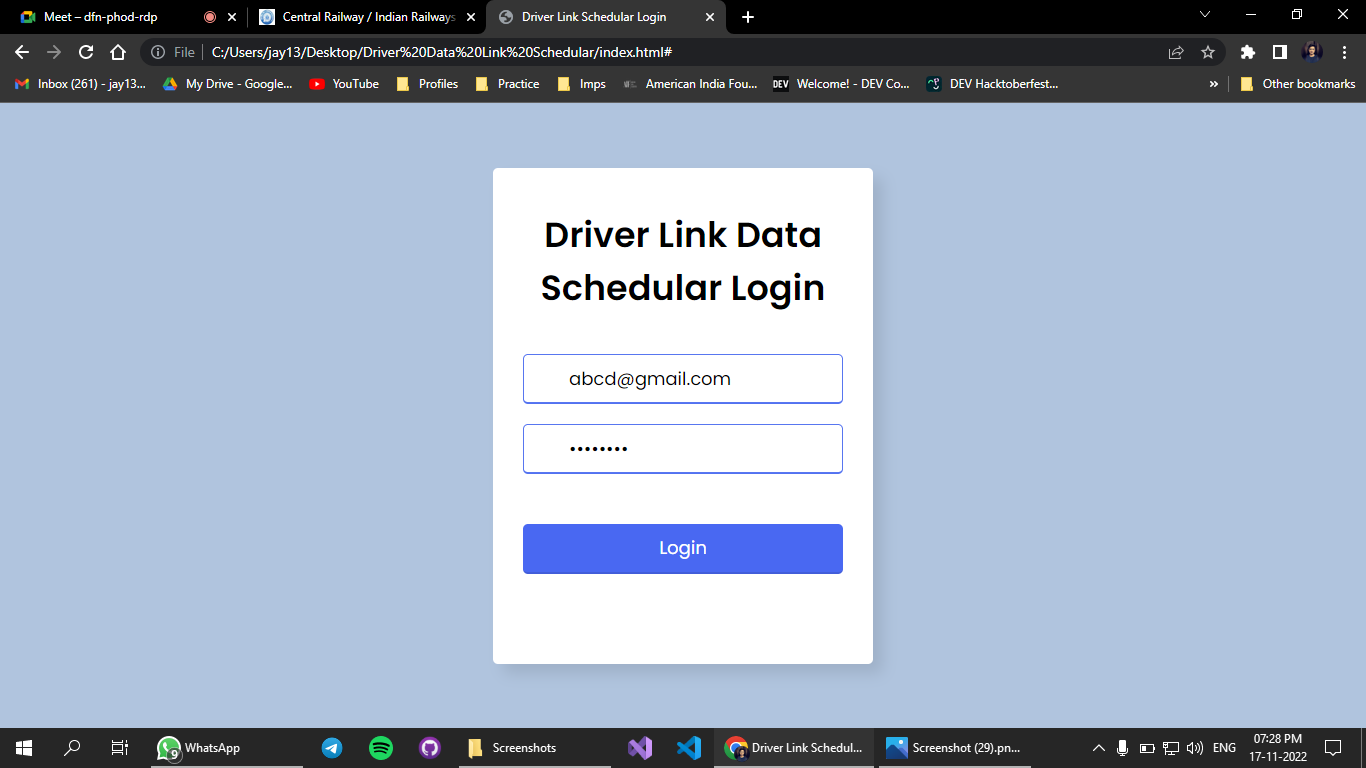 Meet – dfn-phod-rdp
Central Railway / Indian Railways
Driver Link Schedular Login
File
C:/Users/jay13/Desktop/Driver%20Data%20Link%20Schedular/index.html#
Inbox (261) - jay13...
My Drive - Google...
YouTube
Profiles
Practice
Imps
American India Fou...
DEV
Welcome! - DEV Co...
DEV Hacktoberfest...
»
Other bookmarks
Driver Link Data
Schedular Login
abcd@gmail.com
••••••••
Login
9
WhatsApp
Screenshots
Driver Link Schedul...
Screenshot (29).pn...
ENG
07:28 PM
17-11-2022